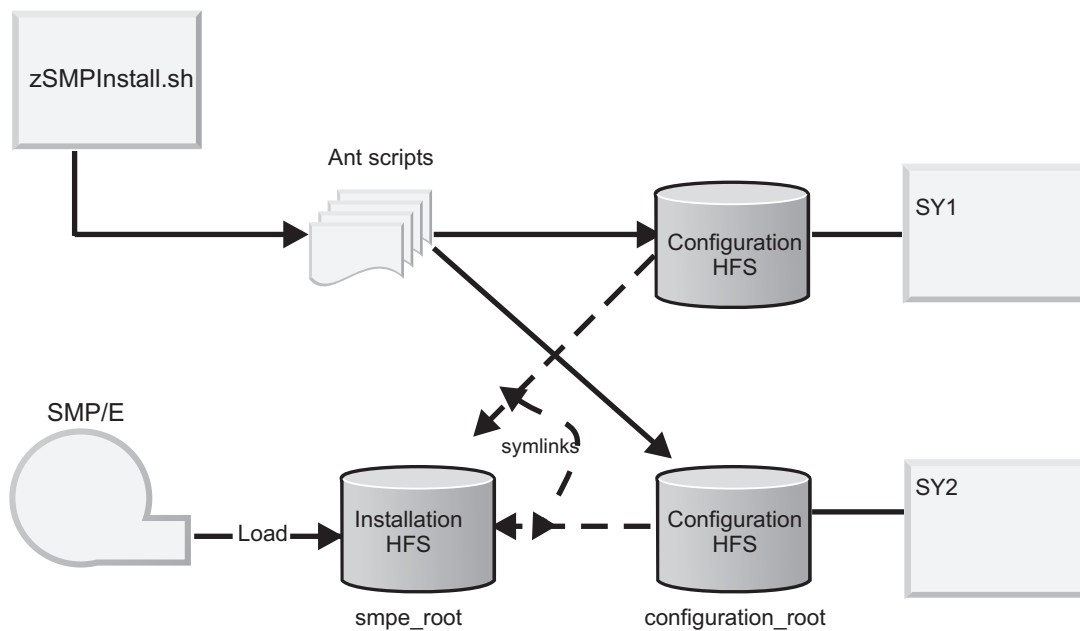 zSMPInstall.sh
Ant scripts
Configuration
HFS
SY1
SMP/E
symlinks
Load
Installation
HFS
Configuration
HFS
SY2
smpe_root
configuration_root